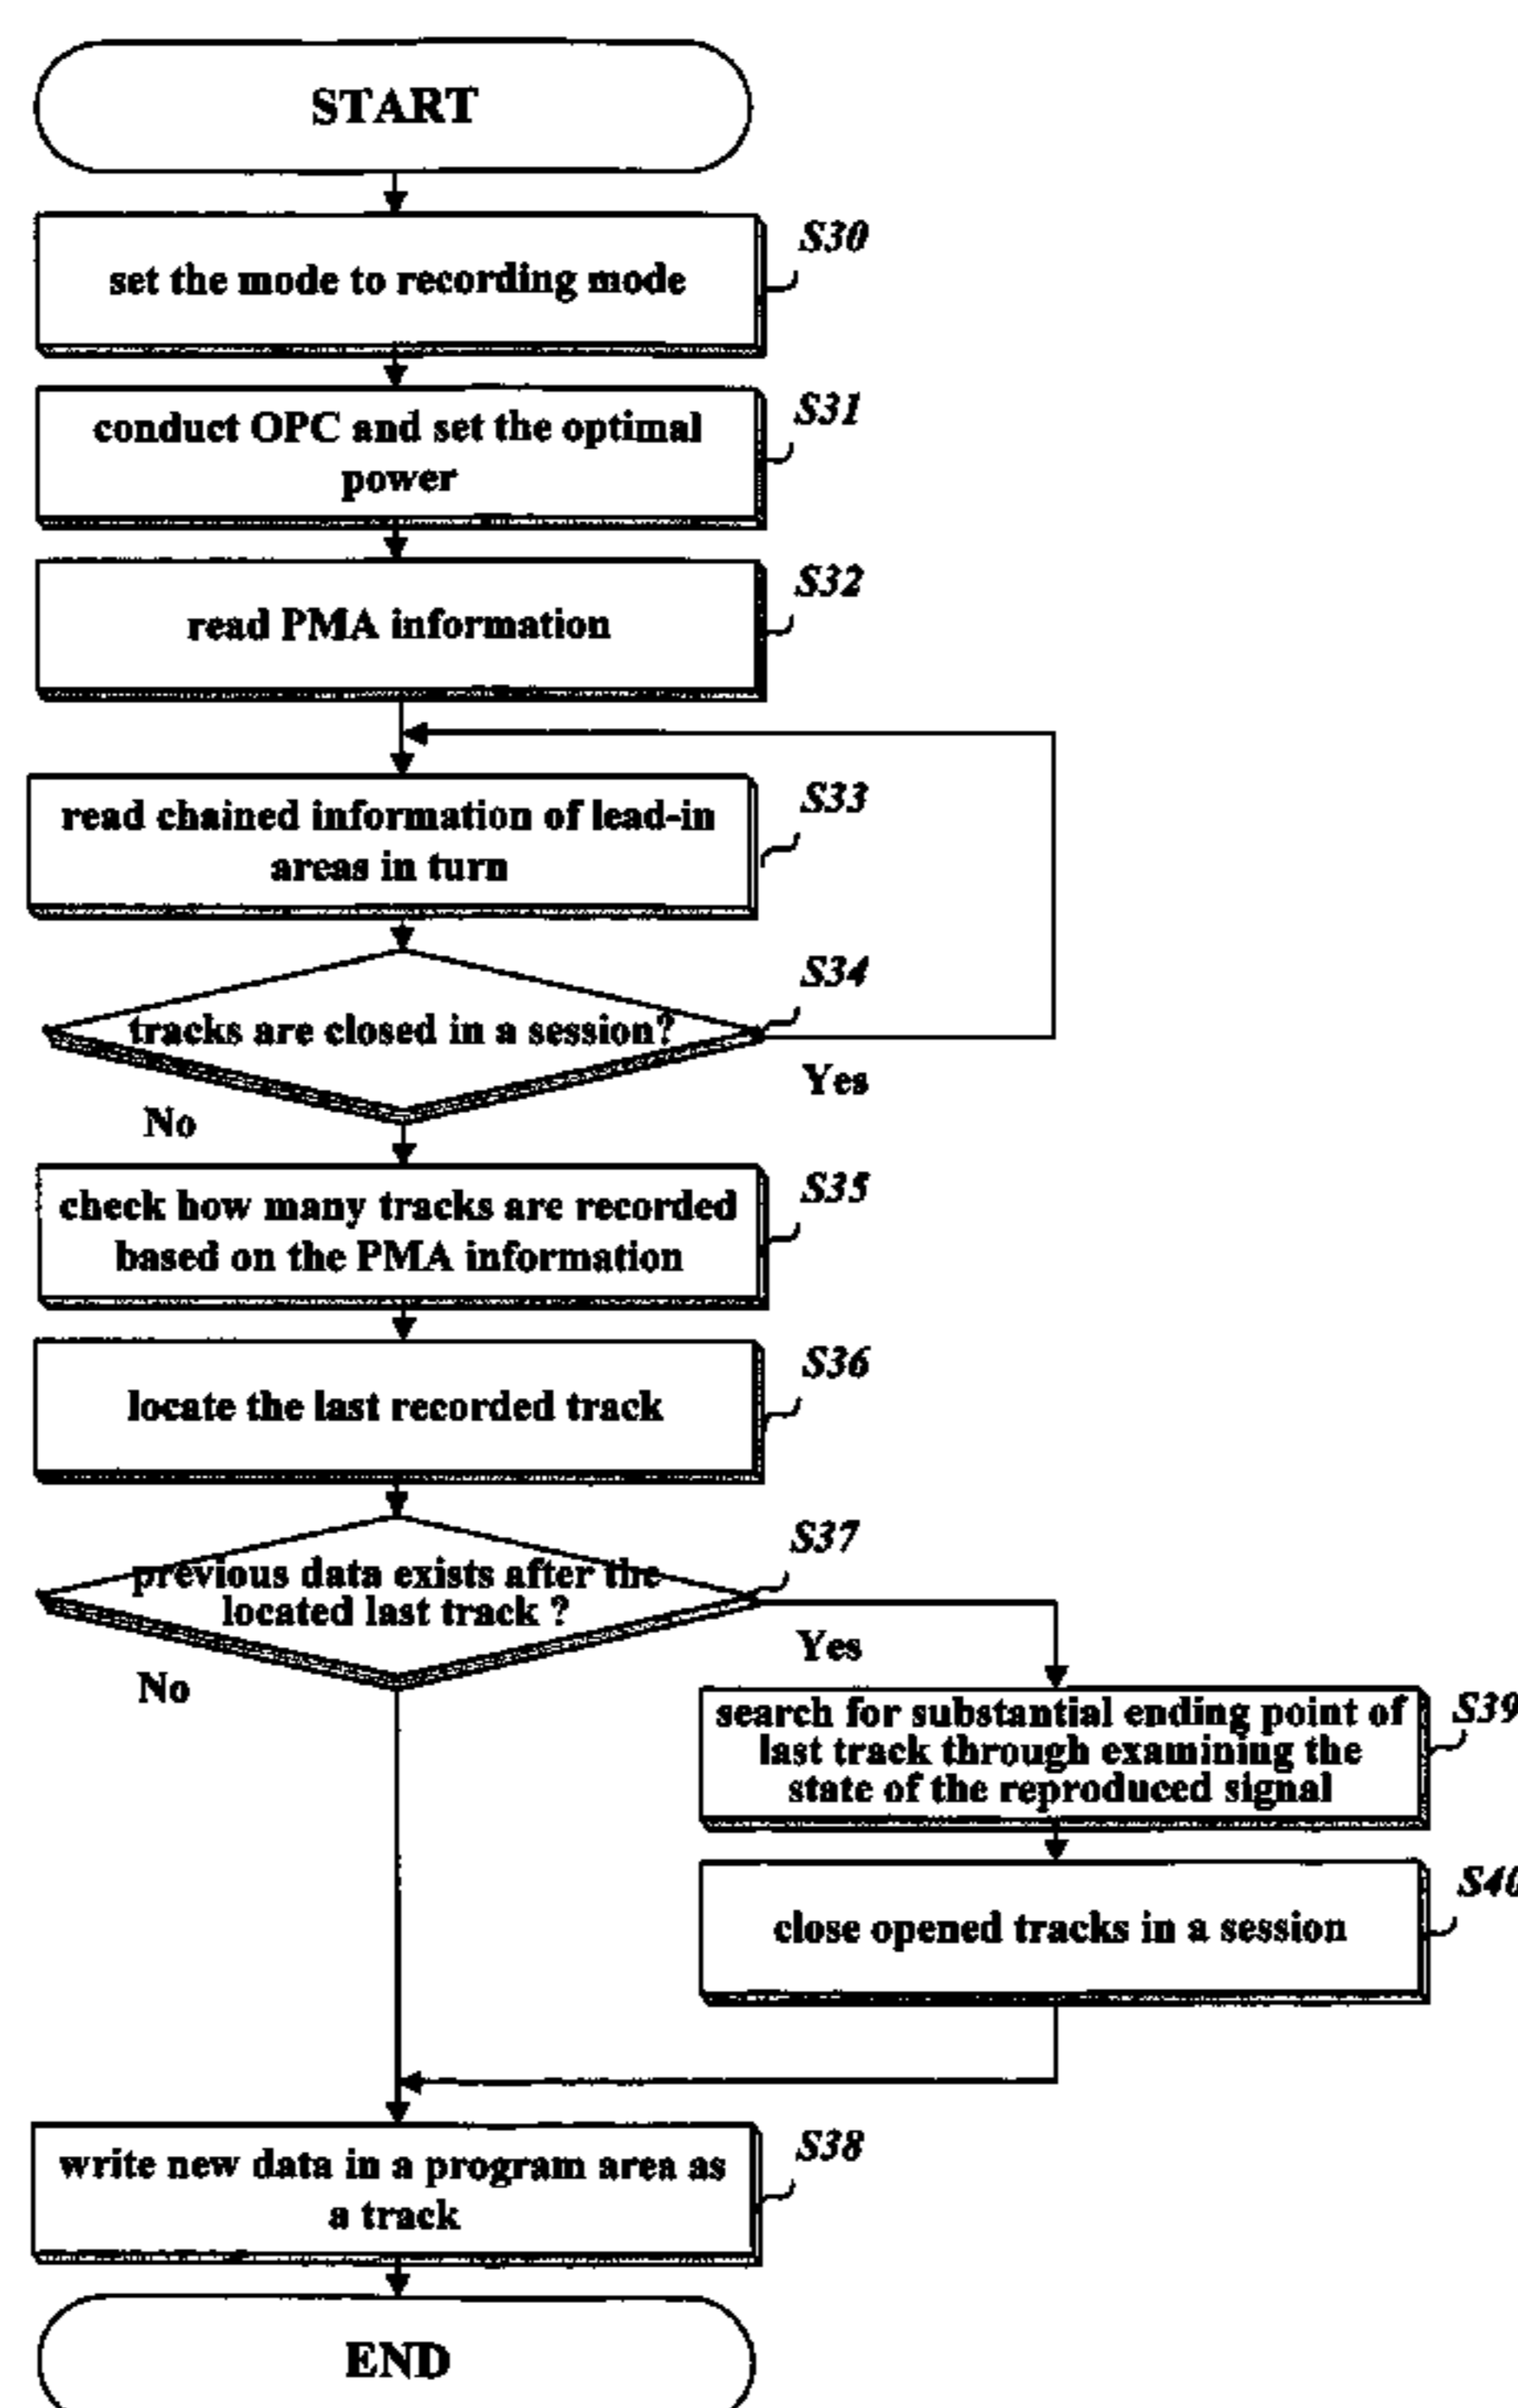 START
S30
set the mode to recording mode
S31
conduct OPC and set the optimal
power
S32
read PMA information
S33
read chained information of lead-in
areas in turn
S34
tracks are closed in a session?
Yes
No
S35
check how many tracks are recorded
based on the PMA information
S36
locate the last recorded track
S37
previous data exists after the
located last track ?
Yes
No
S39
search for substantial ending point of
last track through examining the
state of the reproduced signal
S40
close opened tracks in a session
S38
write new data in a program area as
a track
END